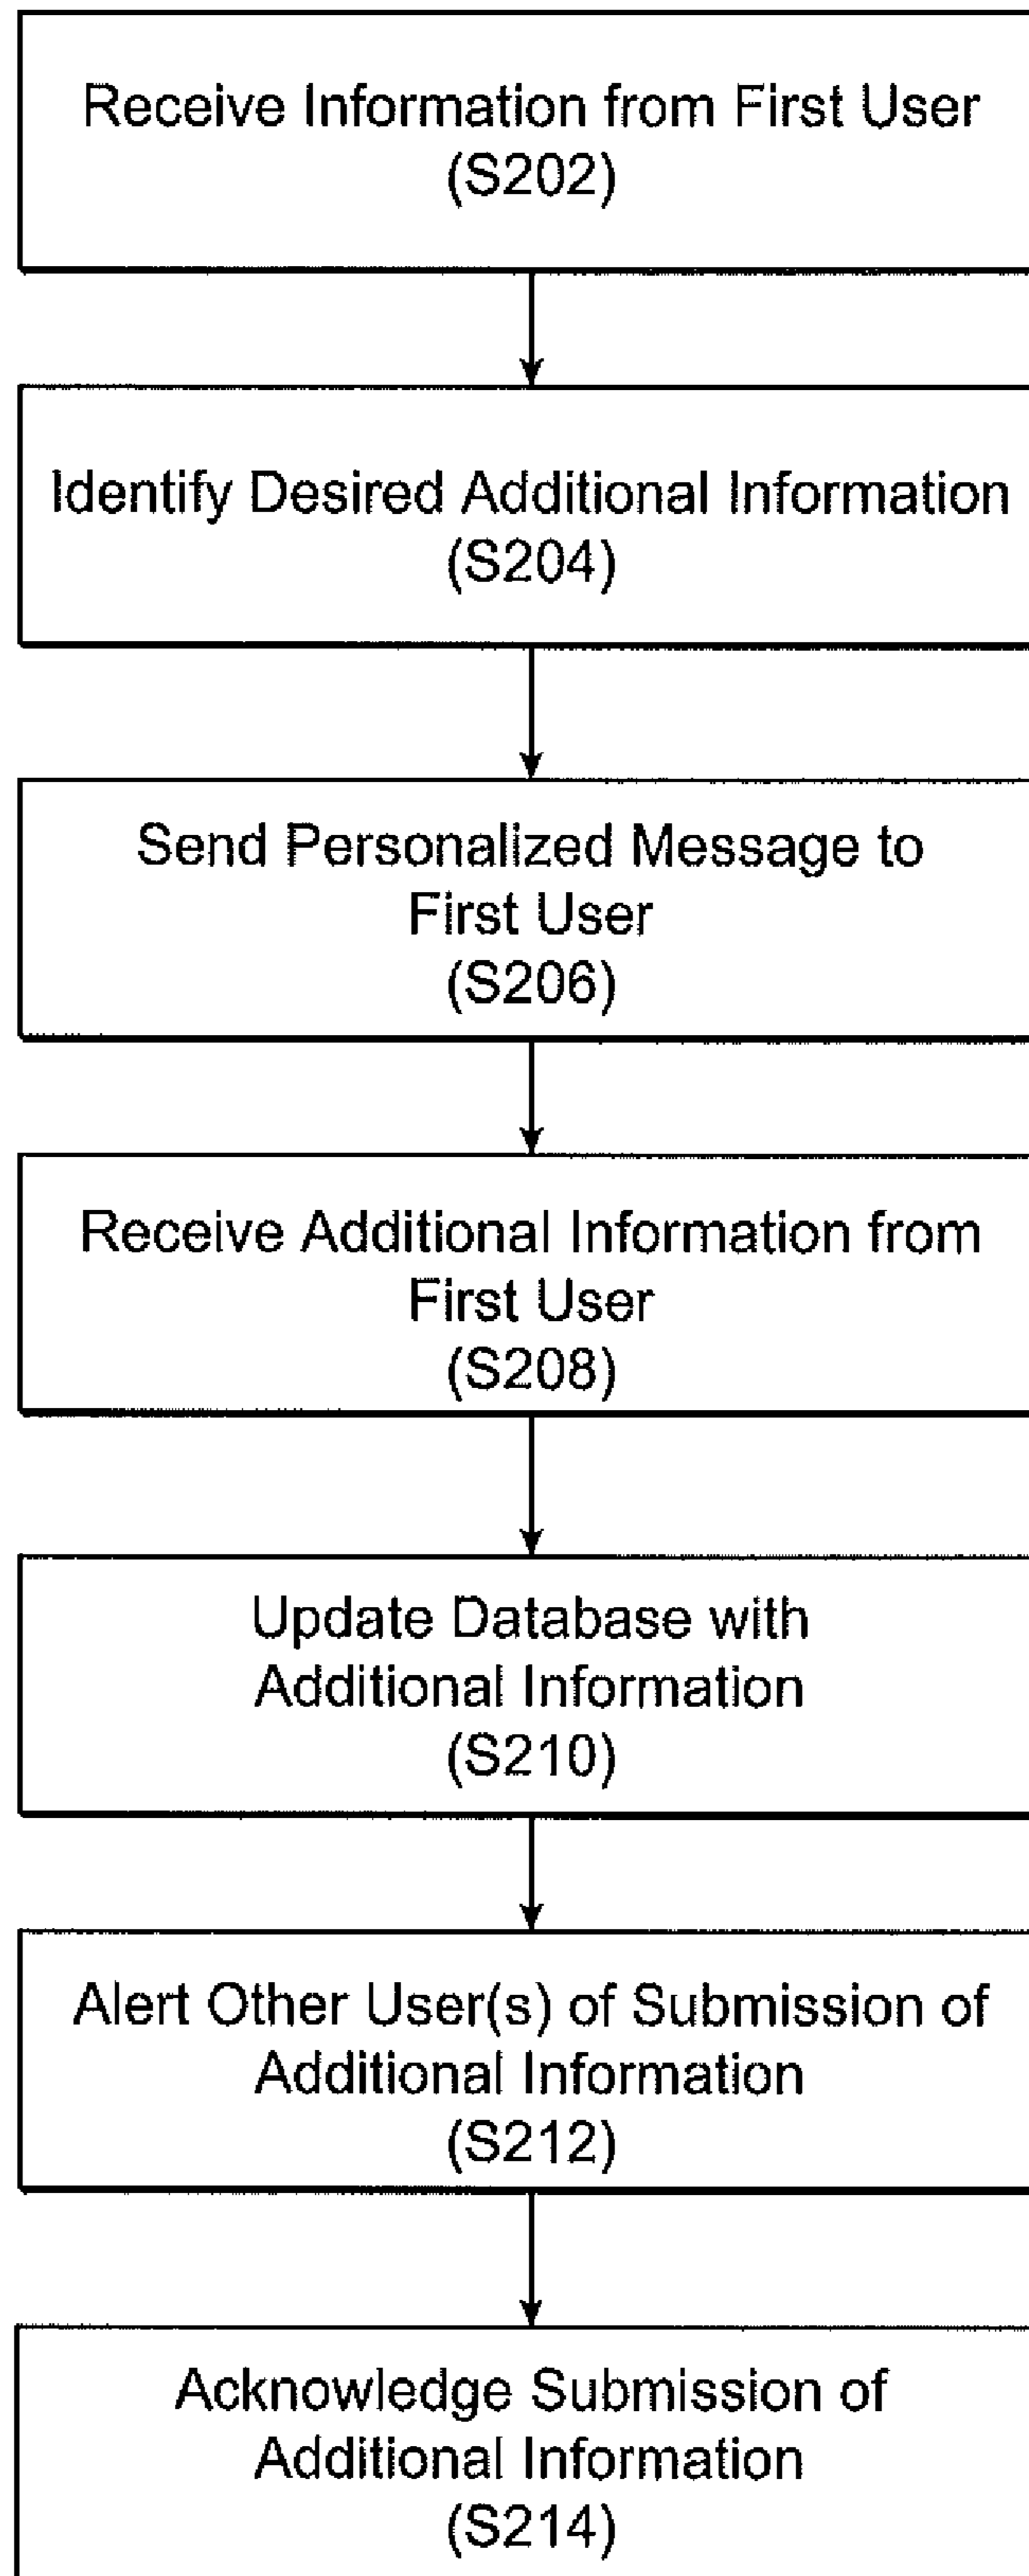 Receive Information from First User
(S202)
Identify Desired Additional Information
(S204)
Send Personalized Message to
First User
(S206)
Receive Additional Information from
First User
(S208)
Update Database with
Additional Information
(S210)
Alert Other User(s) of Submission of
Additional Information
(S212)
Acknowledge Submission of
Additional Information
(S214)